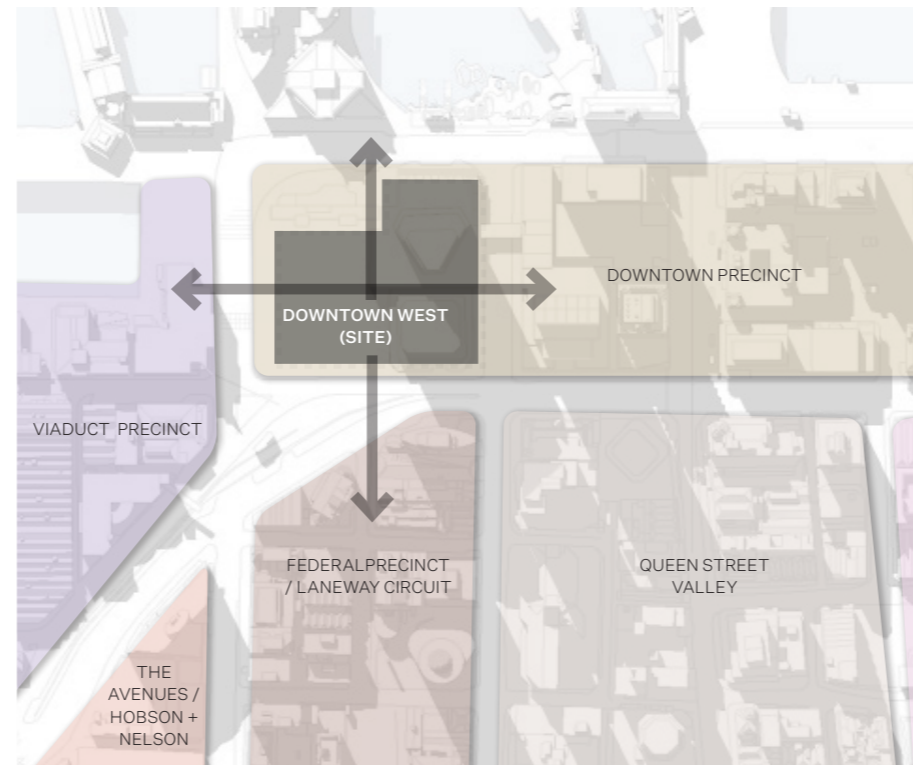 DOWNTOWN PRECINCT
DOWNTOWN WEST
(SITE)
VIADUCT PRECINCT
FEDERALPRECINCT
/ LANEWAY CIRCUIT
QUEEN STREET
VALLEY
THE
AVENUES /
HOBSON +
NELSON